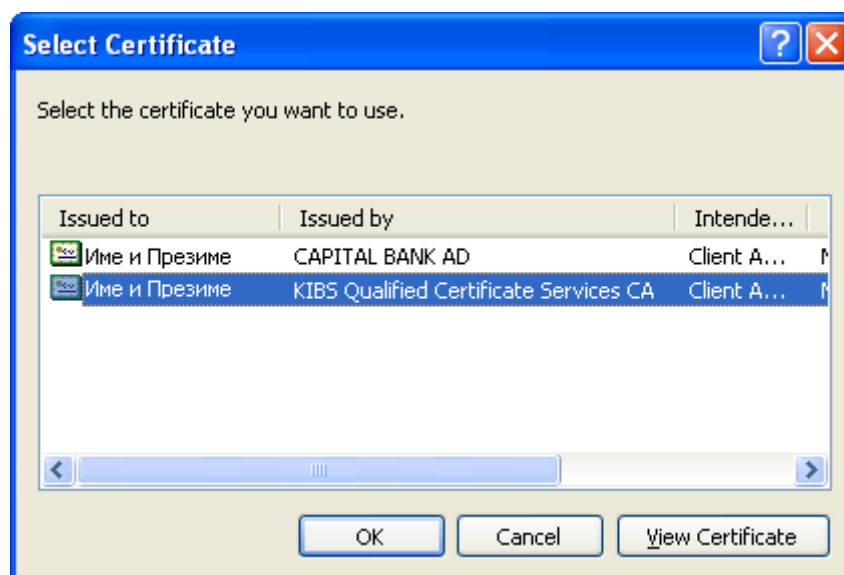 Select Certificate
Select the certificate you want to use.
Issued to Issued by Intende...
Име и Презиме CAPITAL BANK AD Client A...
Име и Презиме KIBS Qualified Certificate Services CA Client A...
OK Cancel View Certificate